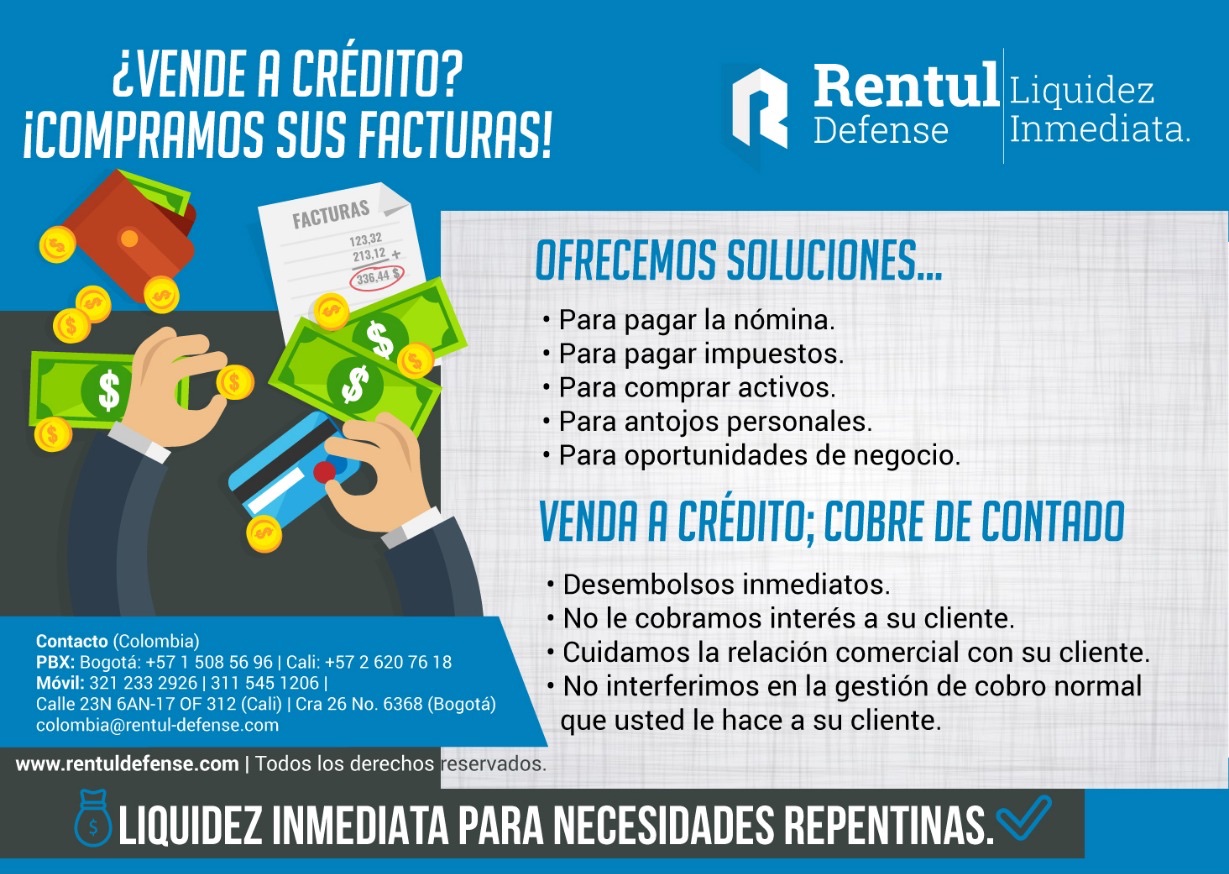 ¿VENDE A CRÉDITO?
¡COMPRAMOS SUS FACTURAS!
Rentul
Defense
Liquidez
Inmediata.
FACTURAS
123,32
213,12 +
336,44 $
OFRECEMOS SOLUCIONES...
• Para pagar la nómina.
• Para pagar impuestos.
• Para comprar activos.
• Para antojos personales.
• Para oportunidades de negocio.
VENDA A CRÉDITO; COBRE DE CONTADO
• Desembolsos inmediatos.
• No le cobramos interés a su cliente.
• Cuidamos la relación comercial con su cliente.
• No interferimos en la gestión de cobro normal
que usted le hace a su cliente.
Contacto (Colombia)
PBX: Bogotá: +57 1 508 56 96 | Cali: +57 2 620 76 18
Móvil: 321 233 2926 | 311 545 1206 |
Calle 23N 6AN-17 OF 312 (Cali) | Cra 26 No. 6368 (Bogotá)
colombia@rentul-defense.com
www.rentuldefense.com | Todos los derechos reservados.
LIQUIDEZ INMEDIATA PARA NECESIDADES REPENTINAS.